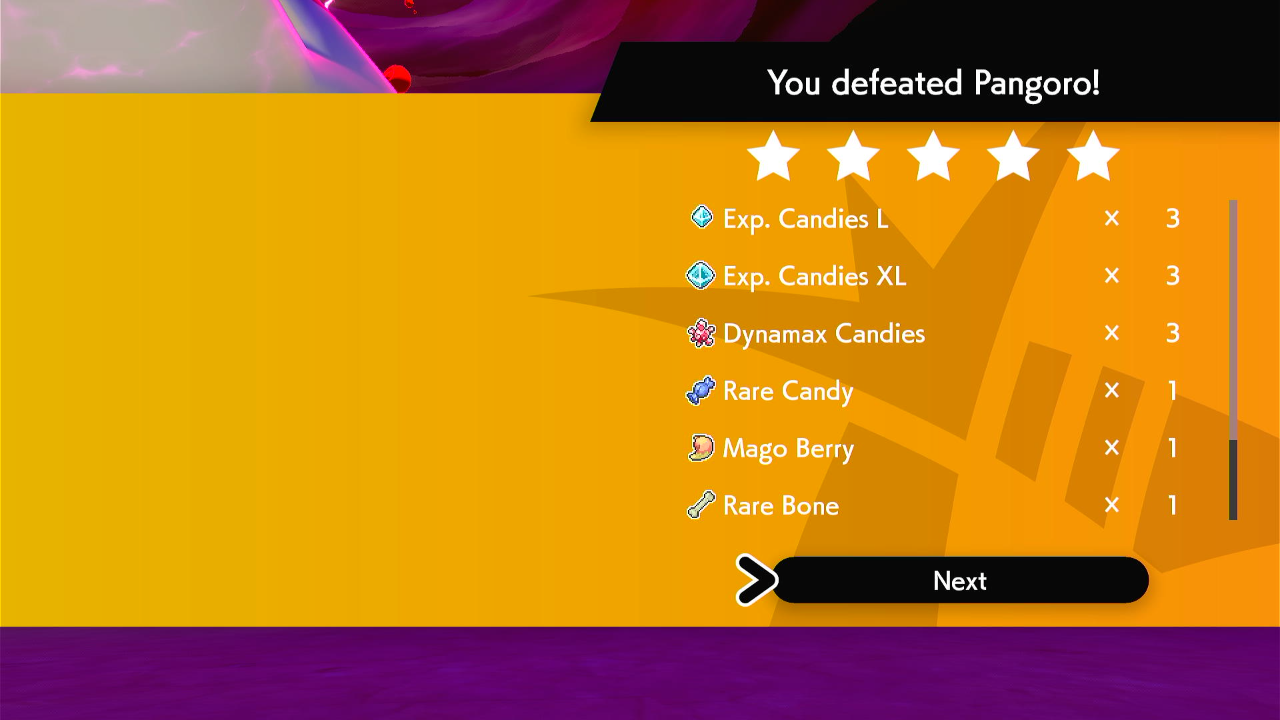 You defeated Pangoro!
Exp. Candies L × 3
Exp. Candies XL × 3
Dynamax Candies × 3
Rare Candy × 1
Mago Berry × 1
Rare Bone × 1
Next